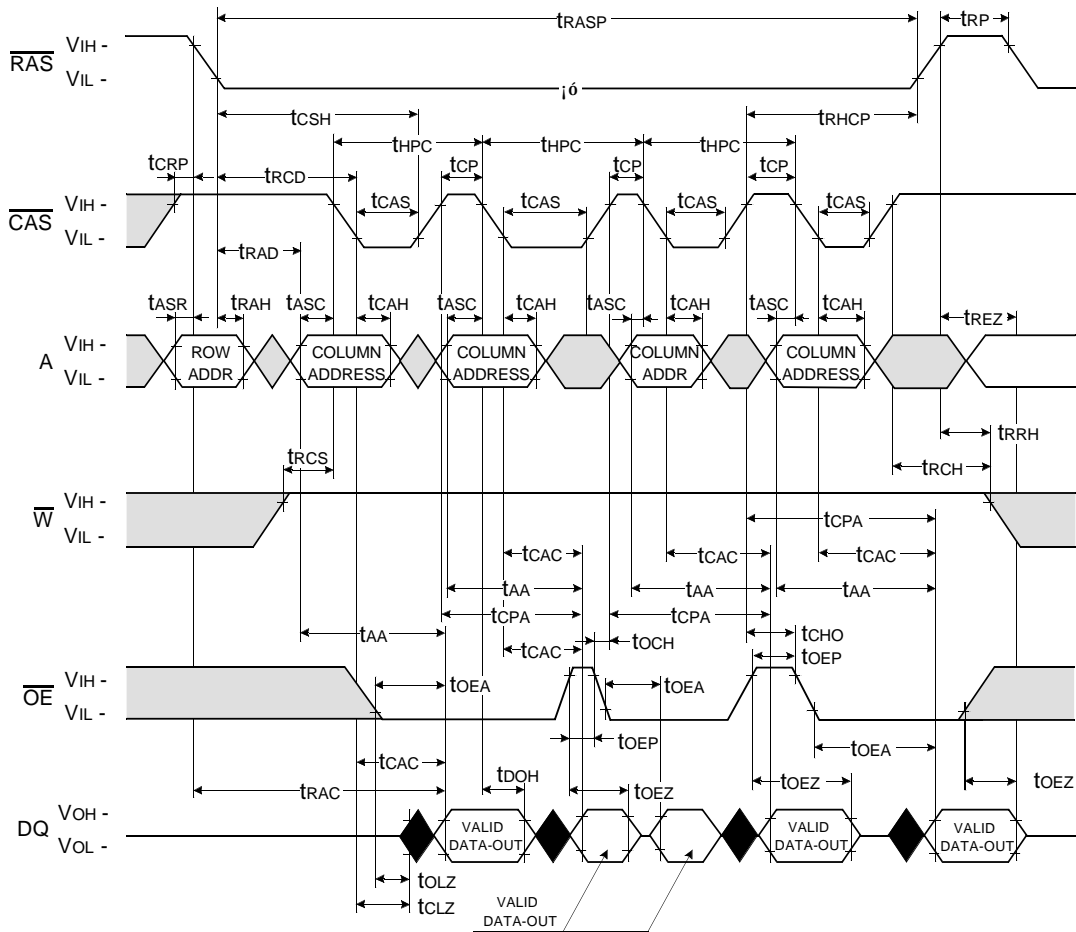 tRASP
tRP
RAS
VIH -
VIL -
¡ó
tCSH
tRHCP
tHPC
tHPC
tHPC
tCRP
tRCD
tCP
tCP
tCP
tCAS
tCAS
tCAS
tCAS
CAS
VIH -
VIL -
tRAD
tASR
tRAH
tASC
tCAH
tASC
tCAH
tASC
tCAH
tASC
tCAH
tREZ
A
VIH -
VIL -
ROW
ADDR
COLUMN
ADDRESS
COLUMN
ADDRESS
COLUMN
ADDR
COLUMN
ADDRESS
tRRH
tRCS
tRCH
W
VIH -
VIL -
tCPA
tCAC
tCAC
tCAC
tAA
tAA
tAA
tCPA
tCPA
tAA
tOCH
tCHO
tCAC
tOEP
OE
VIH -
VIL -
tOEA
tOEA
tOEP
tOEA
tCAC
tDOH
tOEZ
tOEZ
tOEZ
tRAC
DQ
VOH -
VOL -
VALID
DATA-OUT
VALID
DATA-OUT
VALID
DATA-OUT
tOLZ
tCLZ
VALID
DATA-OUT